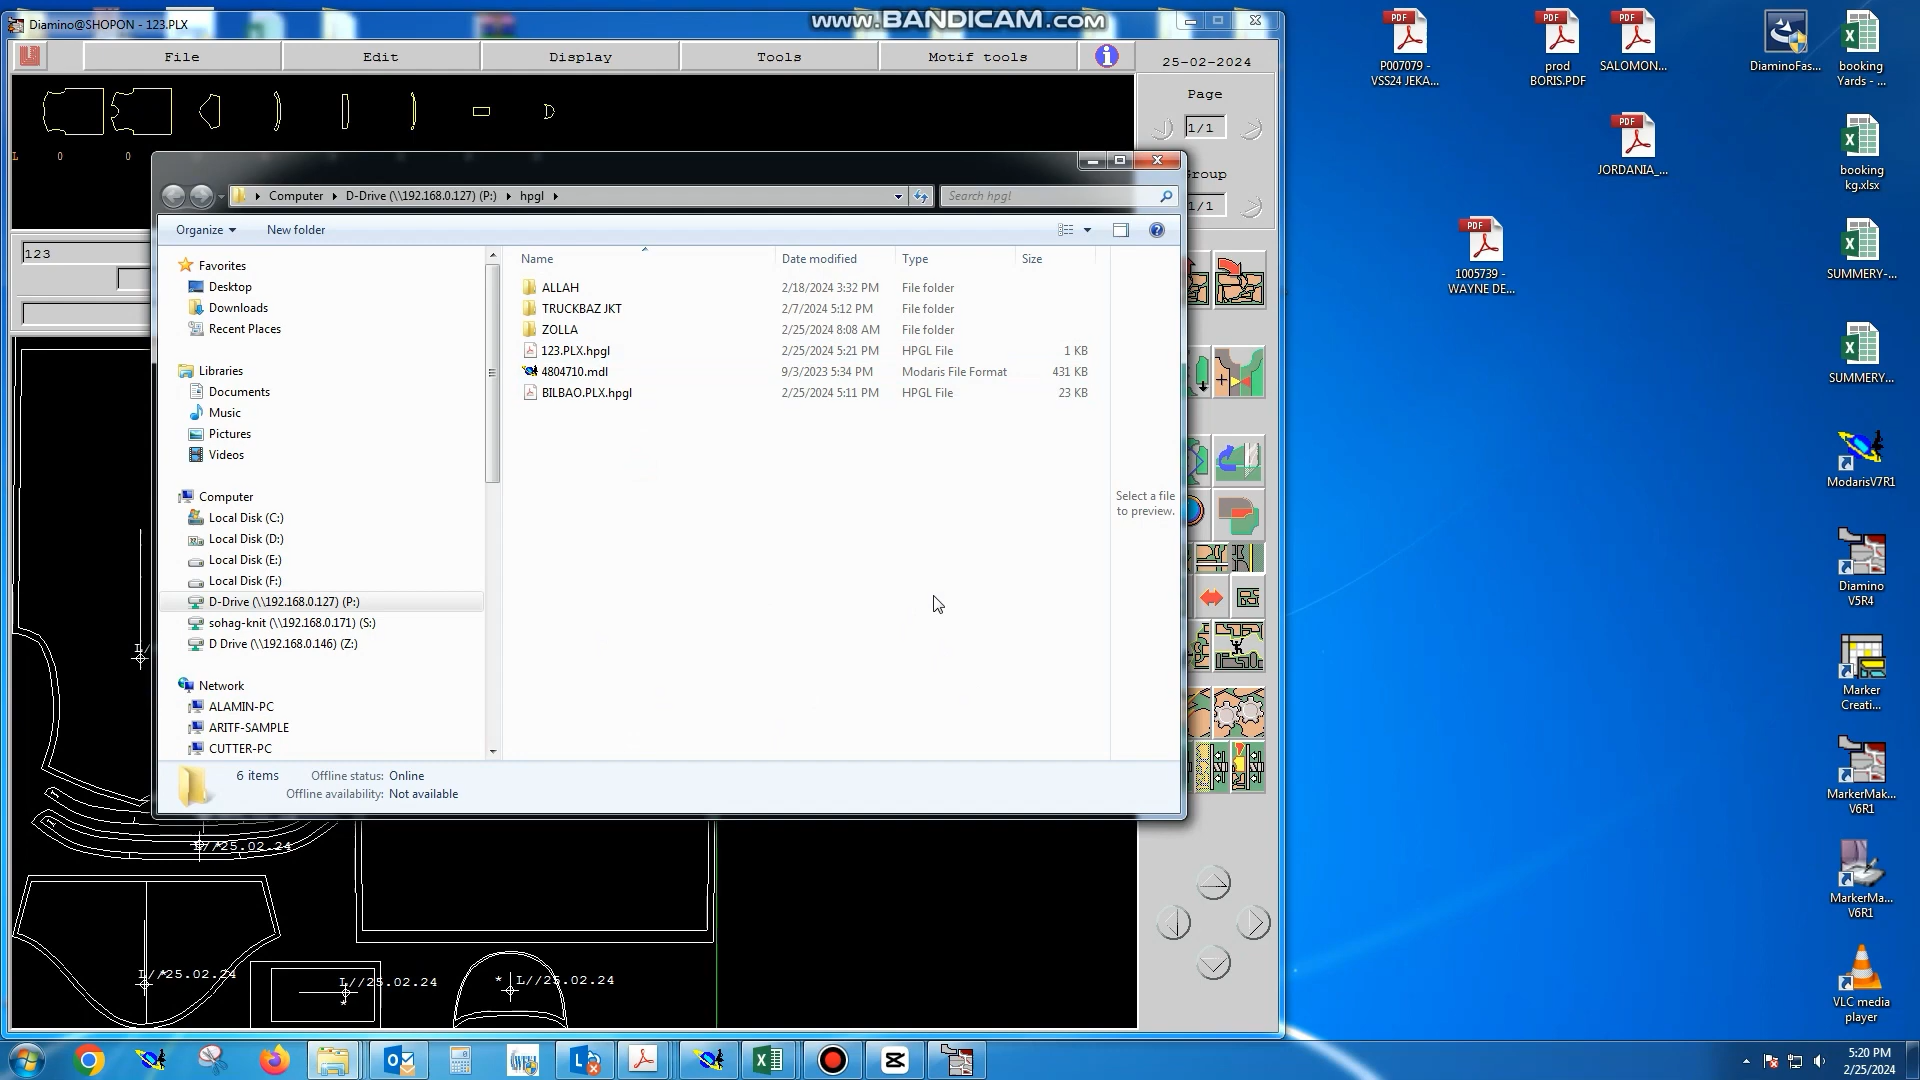 Diamino@SHOPON - 123.PLX
www.BANDICAM.com
File
Edit
Display
Tools
Motif tools
25-02-2024
Page
1/1
L
0
0
Group
1/1
123
Computer
D-Drive (\\192.168.0.127) (P:)
hpgl
Search hpgl
Organize
New folder
Favorites
Desktop
Downloads
Recent Places
Libraries
Documents
Music
Pictures
Videos
Computer
Local Disk (C:)
Local Disk (D:)
Local Disk (E:)
Local Disk (F:)
D-Drive (\\192.168.0.127) (P:)
sohag-knit (\\192.168.0.171) (S:)
D Drive (\\192.168.0.146) (Z:)
Network
ALAMIN-PC
ARITF-SAMPLE
CUTTER-PC
Name Date modified Type Size
ALLAH 2/18/2024 3:32 PM File folder
TRUCKBAZ JKT 2/7/2024 5:12 PM File folder
ZOLLA 2/25/2024 8:08 AM File folder
123.PLX.hpgl 2/25/2024 5:21 PM HPGL File 1 KB
4804710.mdl 9/3/2023 5:34 PM Modaris File Format 431 KB
BILBAO.PLX.hpgl 2/25/2024 5:11 PM HPGL File 23 KB
Select a file
to preview.
6 items
Offline status: Online
Offline availability: Not available
L/
L//25.02.24
L//25.02.24
L//25.02.24
L//25.02.24
P007079 -
VSS24 JEKA...
prod
BORIS.PDF
SALOMON...
DiaminoFas...
booking
Yards - ...
JORDANIA_...
booking
kg.xlsx
1005739 -
WAYNE DE...
SUMMERY-...
SUMMERY...
ModarisV7R1
Diamino
V5R4
Marker
Creati...
MarkerMak...
V6R1
MarkerMa...
V6R1
VLC media
player
5:20 PM
2/25/2024